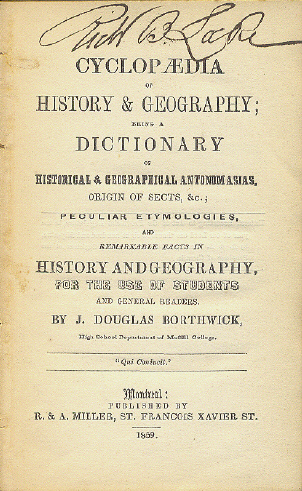 CYCLOPÆDIA
OF
HISTORY & GEOGRAPHY;
BEING A
DICTIONARY
OF
HISTORICAL & GEOGRAPHICAL ANTONOMASIAS,
ORIGIN OF SECTS, &c.;
PECULIAR ETYMOLOGIES,
AND
REMARKABLE FACTS IN
HISTORY AND GEOGRAPHY,
FOR THE USE OF STUDENTS
AND GENERAL READERS.
BY J. DOUGLAS BORTHWICK,
High School Department of McGill College.
"Qui Conducit."
Montreal:
PUBLISHED BY
R. & A. MILLER, ST. FRANCOIS XAVIER ST.
1859.